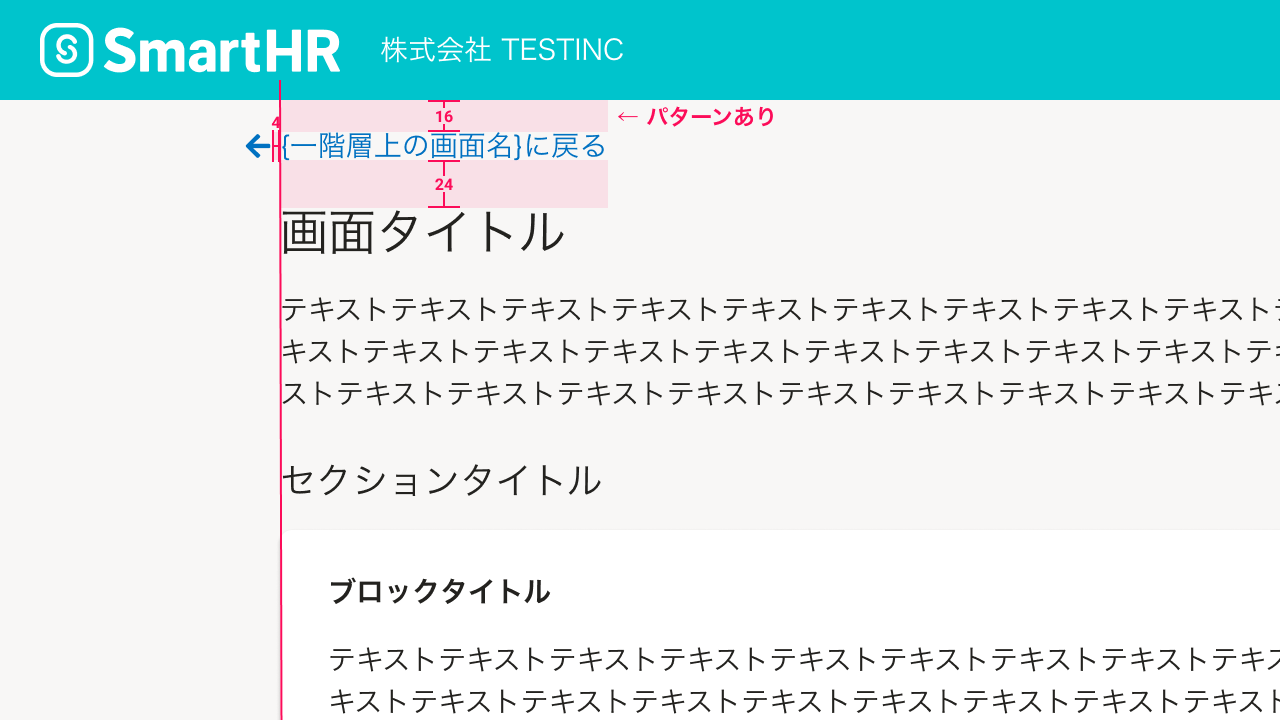 SmartHR 株式会社 TESTINC
16
← パターンあり
4
{一階層上の画面名}に戻る
24
画面タイトル
テキストテキストテキストテキストテキストテキストテキストテキストテキスト
キストテキストテキストテキストテキストテキストテキストテキストテキステ
ストテキストテキストテキストテキストテキストテキストテキストテキストテキ
セクションタイトル
ブロックタイトル
テキストテキストテキストテキストテキストテキストテキストテキストテキス
キストテキストテキストテキストテキストテキストテキストテキストテキスト